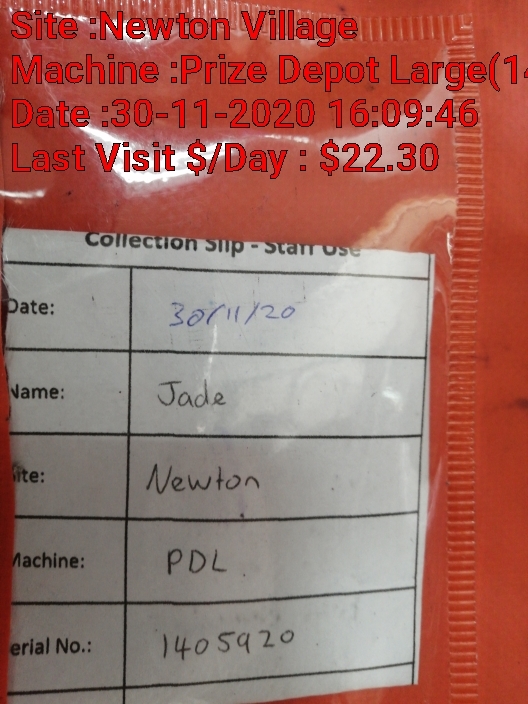 Site :Newton Village
Machine :Prize Depot Large(14
Date :30-11-2020 16:09:46
Last Visit $/Day : $22.30
Collection Slip - Staff Use
Date: 30/11/20
Name: Jade
ite: Newton
Machine: PDL
erial No.: 1405920